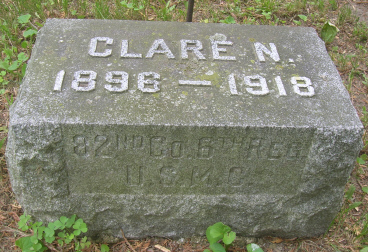 CLARE N.
1896 — 1918
82ND CO. 6TH REG
U.S.M.C.